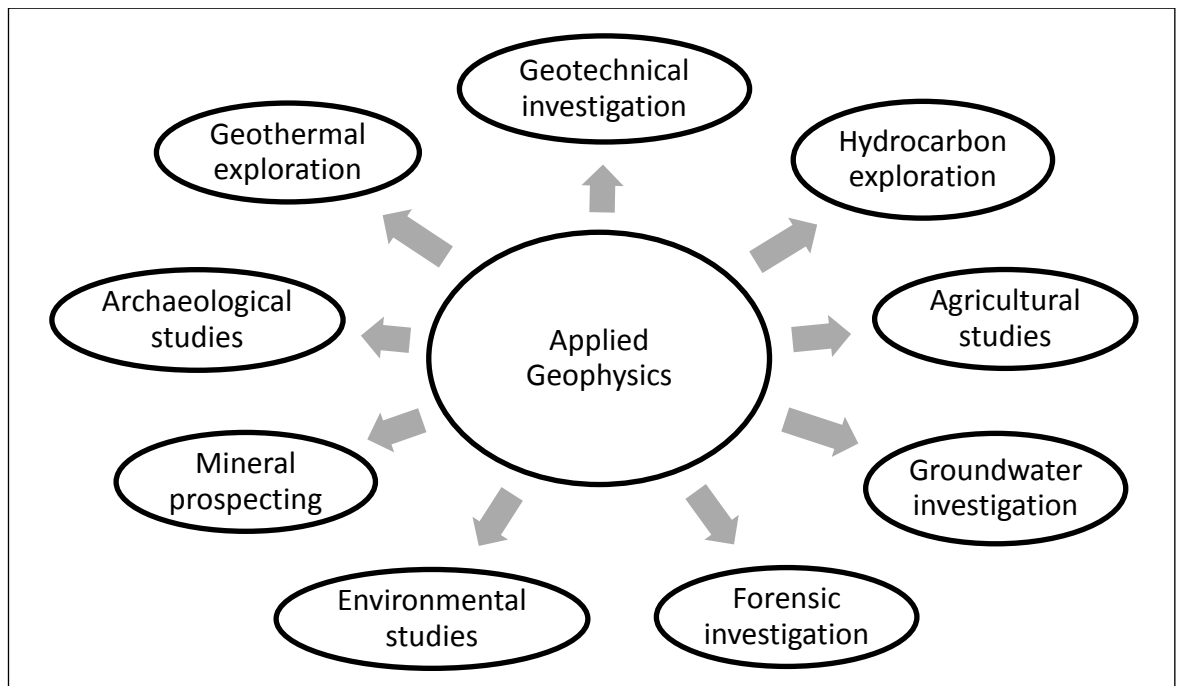 Geotechnical
investigation
Geothermal
exploration
Hydrocarbon
exploration
Archaeological
studies
Applied
Geophysics
Agricultural
studies
Mineral
prospecting
Groundwater
investigation
Environmental
studies
Forensic
investigation